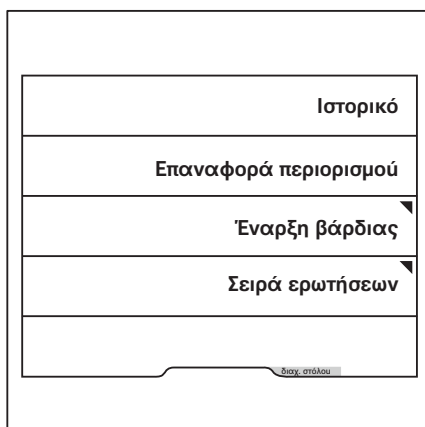 Ιστορικό
Επαναφορά περιορισμού
Έναρξη βάρδιας
Σειρά ερωτήσεων
διαχ. στόλου